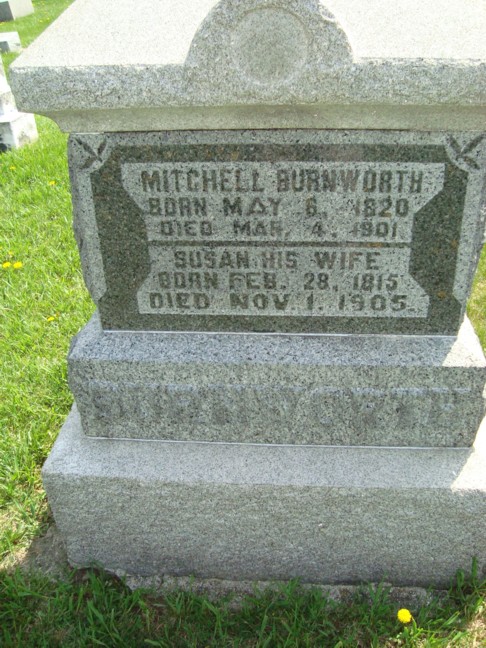 MITCHELL BURNWORTH
BORN MAY 6, 1820
DIED MAR. 4, 1901
SUSAN HIS WIFE
BORN FEB. 28, 1815
DIED NOV. 1, 1905.
BURNWORTH